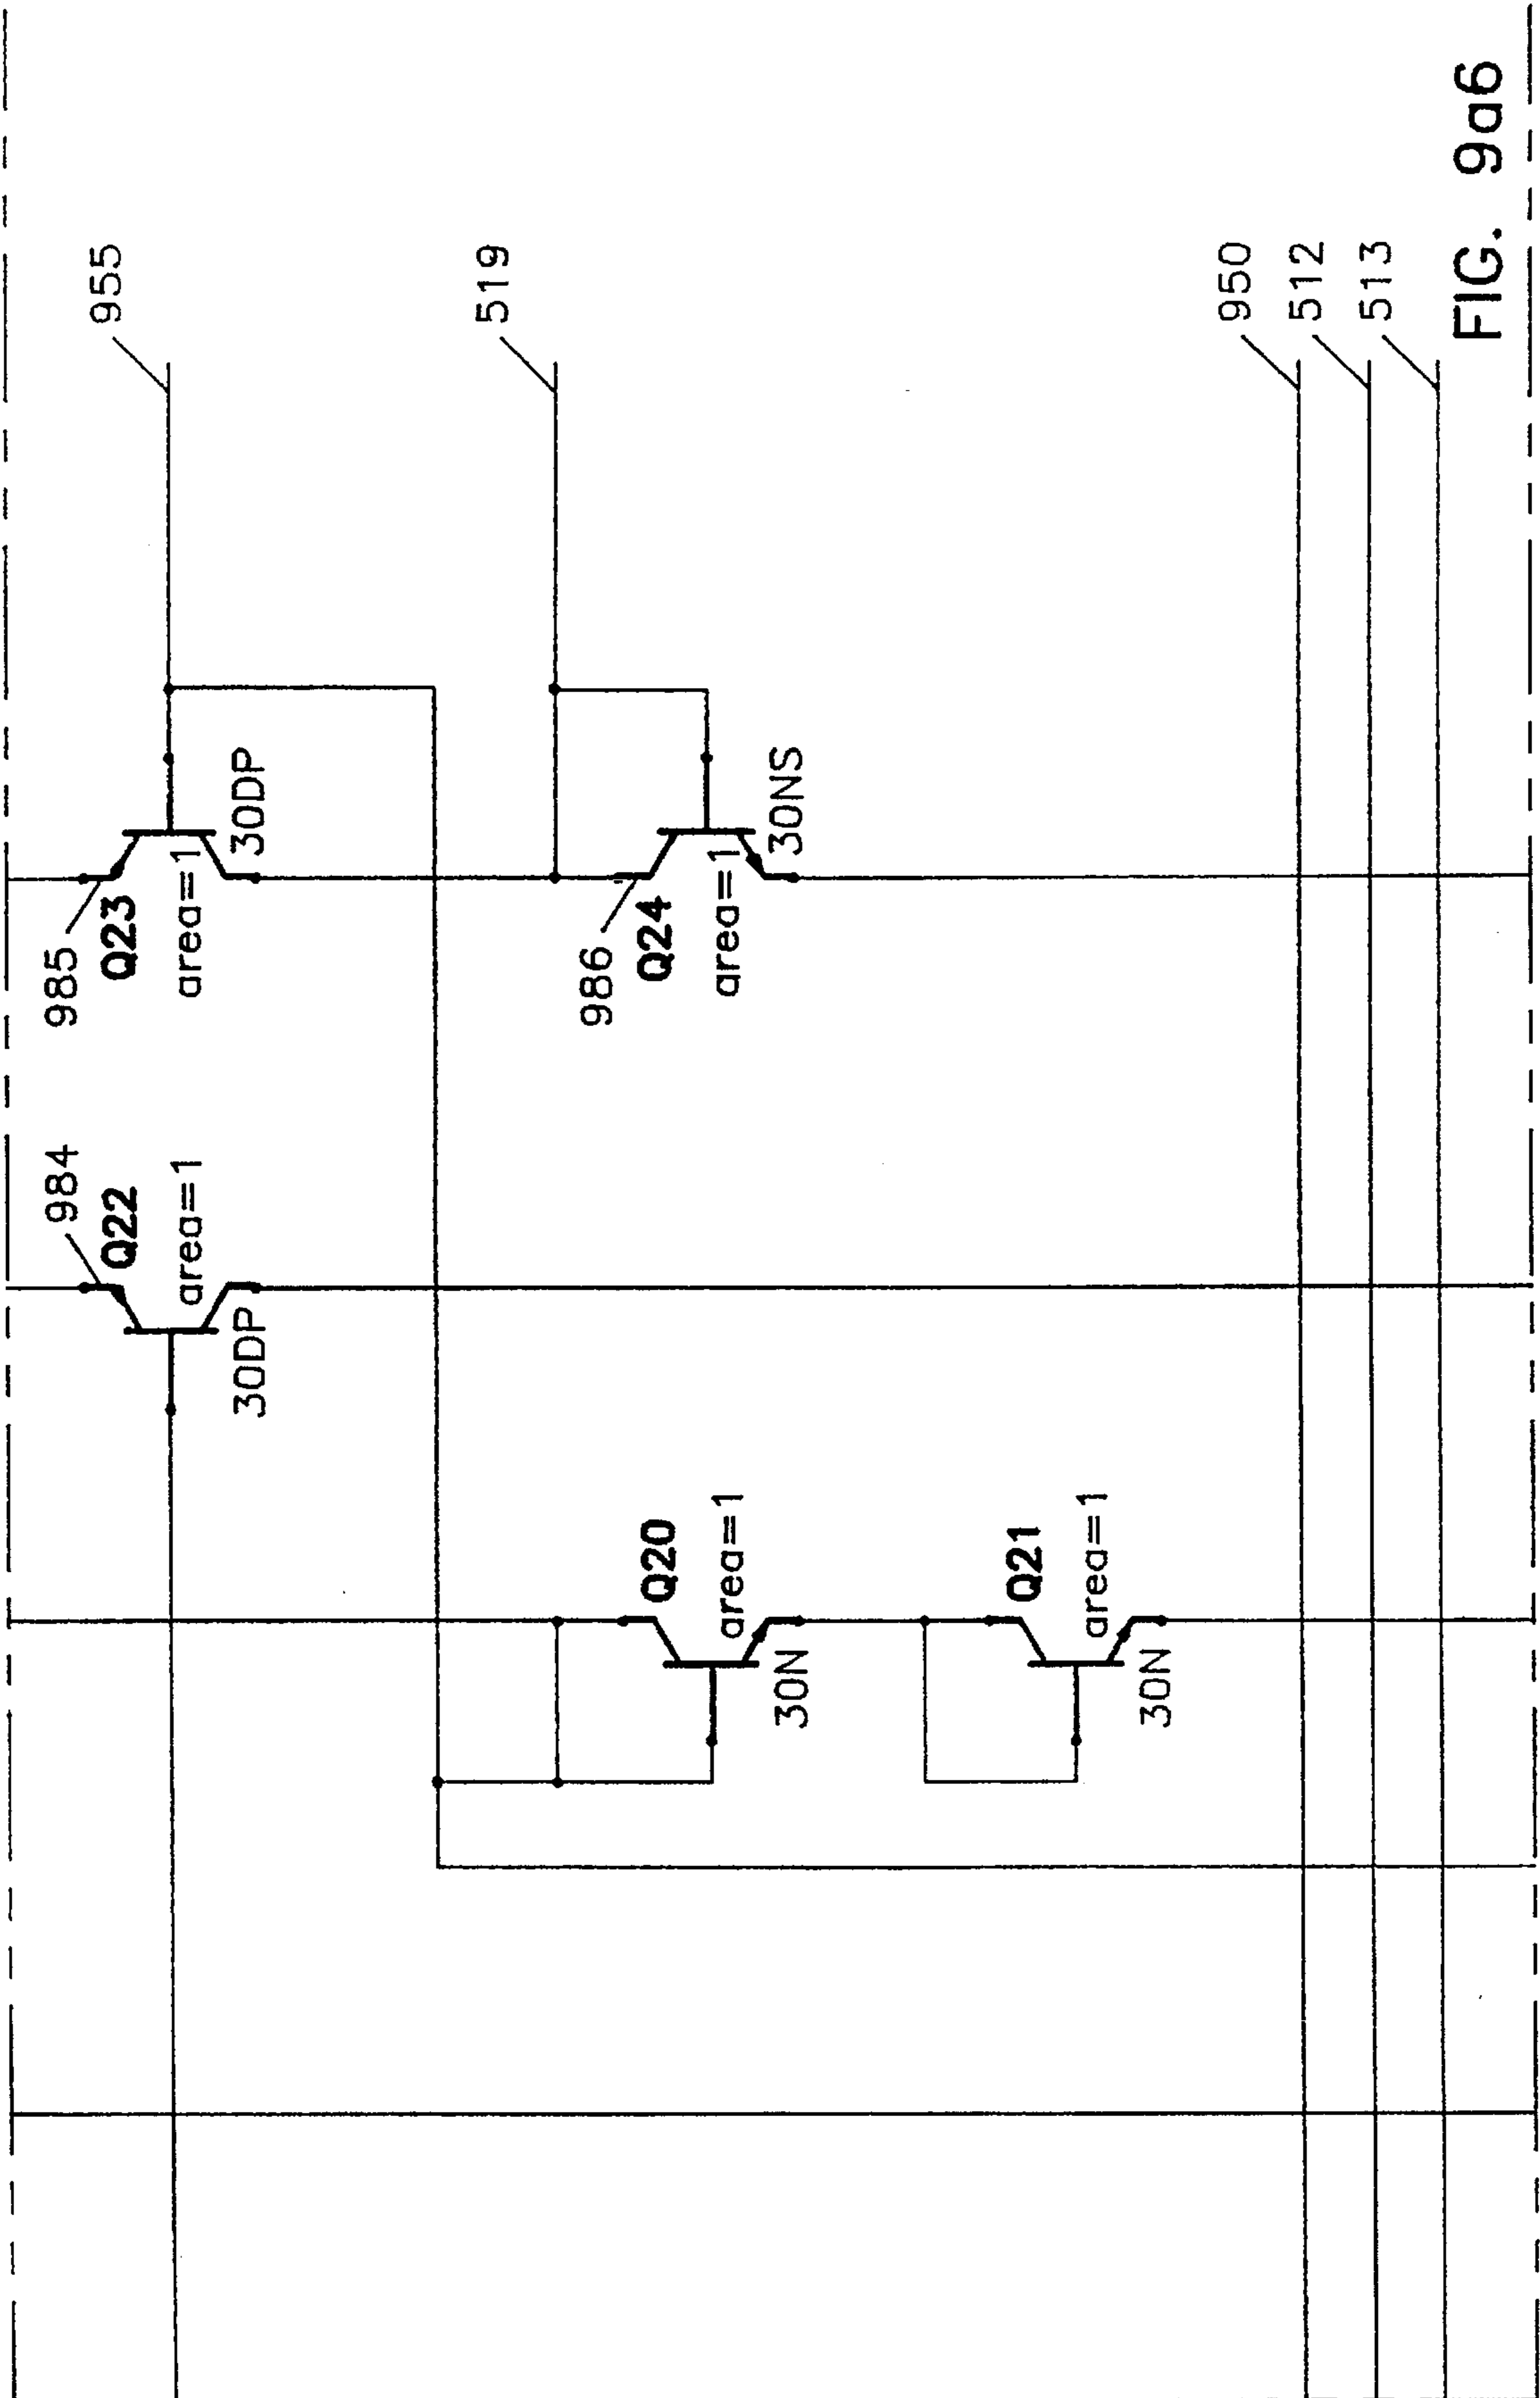 984
Q22
area=1
30DP
985
Q23
area=1
30DP
955
519
Q20
area=1
30N
986
Q24
area=1
30NS
Q21
area=1
30N
950
512
513
FIG. 9a6